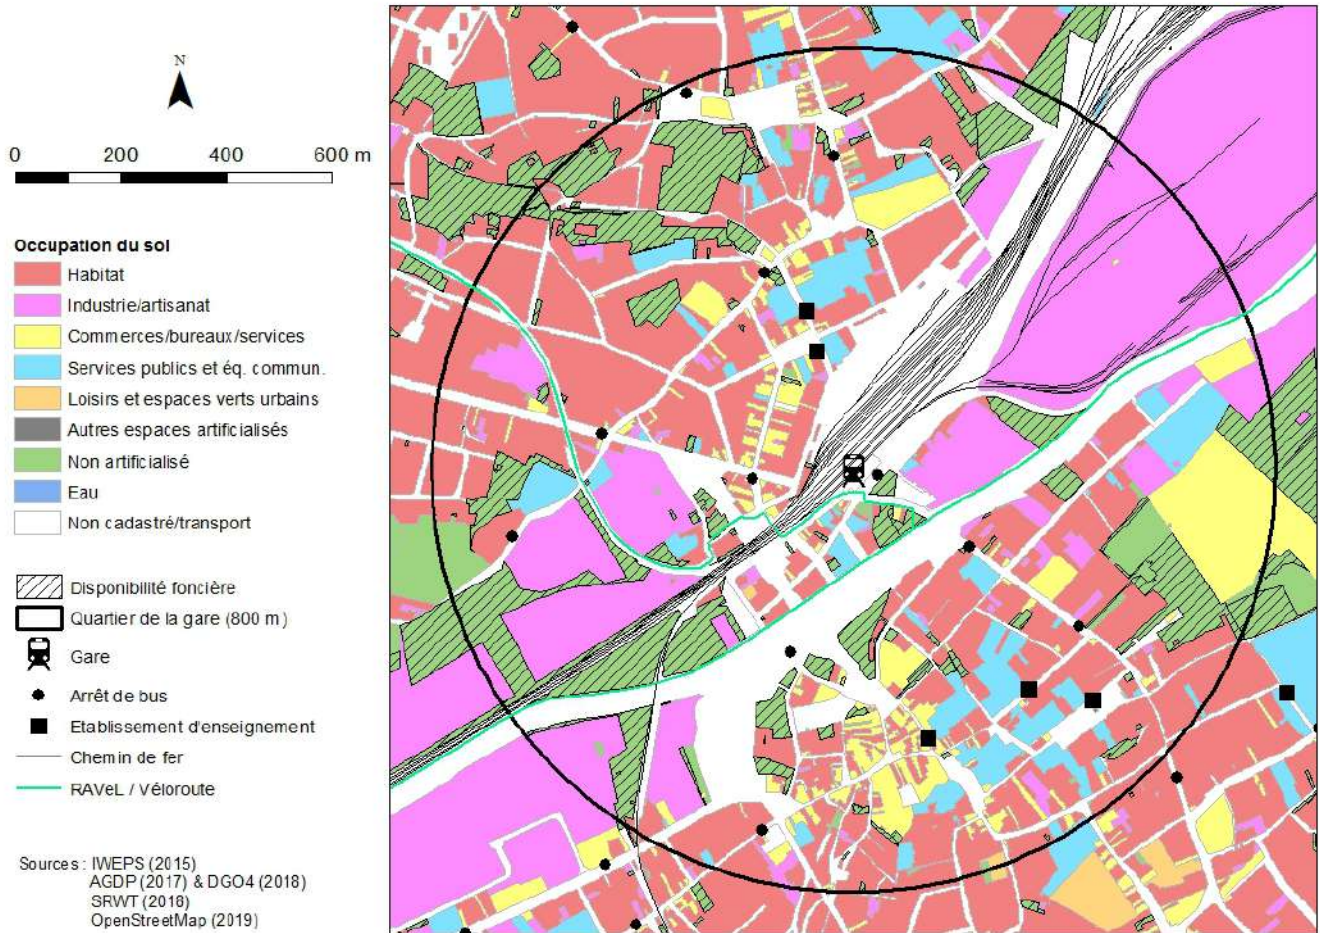 N
0 200 400 600 m
Occupation du sol
Habitat
Industrie/artisanat
Commerces/bureaux/services
Services publics et éq. commun.
Loisirs et espaces verts urbains
Autres espaces artificialisés
Non artificialisé
Eau
Non cadastré/transport
Disponibilité foncière
Quartier de la gare (800 m)
Gare
Arrêt de bus
Etablissement d'enseignement
Chemin de fer
RAVeL / Véloroute
Sources : IWEPS (2015)
AGDP (2017) & DGO4 (2018)
SRWT (2018)
OpenStreetMap (2019)